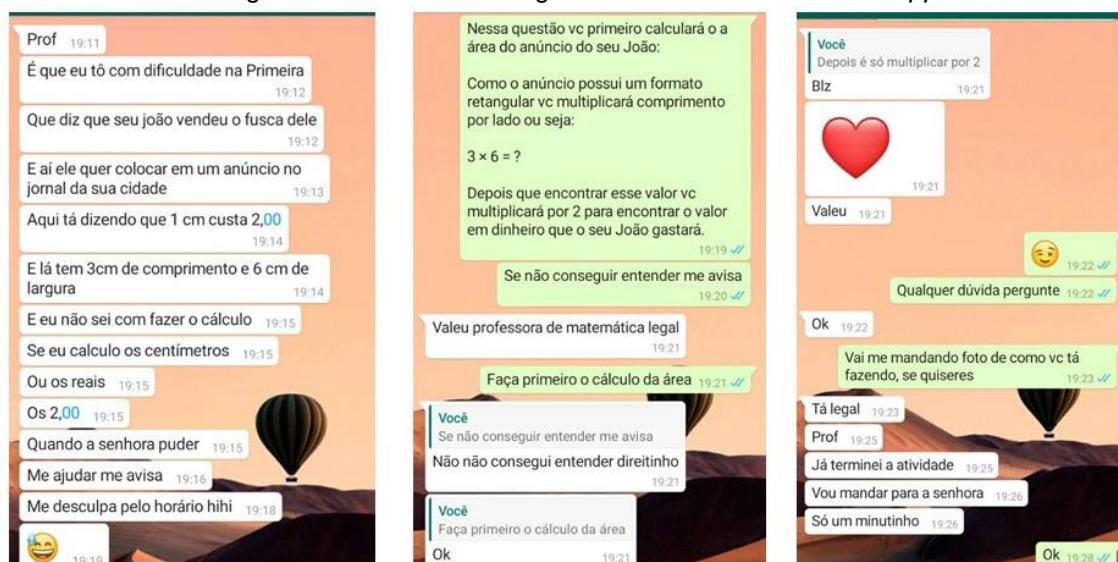 Prof 19:11
É que eu tô com dificuldade na Primeira
19:12
Que diz que seu joão vendeu o fusca dele
19:12
E aí ele quer colocar em um anúncio no
jornal da sua cidade 19:13
Aqui tá dizendo que 1 cm custa 2,00
19:14
E lá tem 3cm de comprimento e 6 cm de
largura 19:14
E eu não sei com fazer o cálculo 19:15
Se eu calculo os centímetros 19:15
Ou os reais 19:15
Os 2,00 19:15
Quando a senhora puder 19:15
Me ajudar me avisa 19:16
Me desculpa pelo horário hihi 19:18
19:19
Nessa questão vc primeiro calculará o a
área do anúncio do seu João:
Como o anúncio possui um formato
retangular vc multiplicará comprimento
por lado ou seja:
3 × 6 = ?
Depois que encontrar esse valor vc
multiplicará por 2 para encontrar o valor
em dinheiro que o seu João gastará.
19:19
Se não conseguir entender me avisa
19:20
Valeu professora de matemática legal
19:21
Faça primeiro o cálculo da área 19:21
Você
Se não conseguir entender me avisa
Não não consegui entender direitinho
19:21
Você
Faça primeiro o cálculo da área
Ok 19:21
Você
Depois é só multiplicar por 2
Blz 19:21
19:21
Valeu 19:21
19:22
Qualquer dúvida pergunte 19:22
Ok 19:22
Vai me mandando foto de como vc tá
fazendo, se quiseres 19:23
Tá legal 19:23
Prof 19:25
Já terminei a atividade 19:25
Vou mandar para a senhora 19:26
Só um minutinho 19:26
Ok 19:28